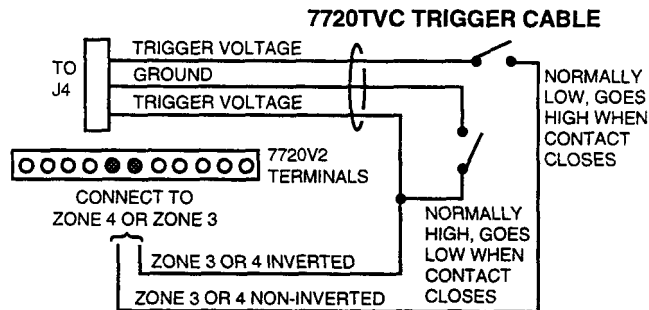 7720TVC TRIGGER CABLE
TO
J4
TRIGGER VOLTAGE
GROUND
TRIGGER VOLTAGE
NORMALLY
LOW, GOES
HIGH WHEN
CONTACT
CLOSES
7720V2
TERMINALS
CONNECT TO
ZONE 4 OR ZONE 3
NORMALLY
HIGH, GOES
LOW WHEN
CONTACT
CLOSES
ZONE 3 OR 4 INVERTED
ZONE 3 OR 4 NON-INVERTED